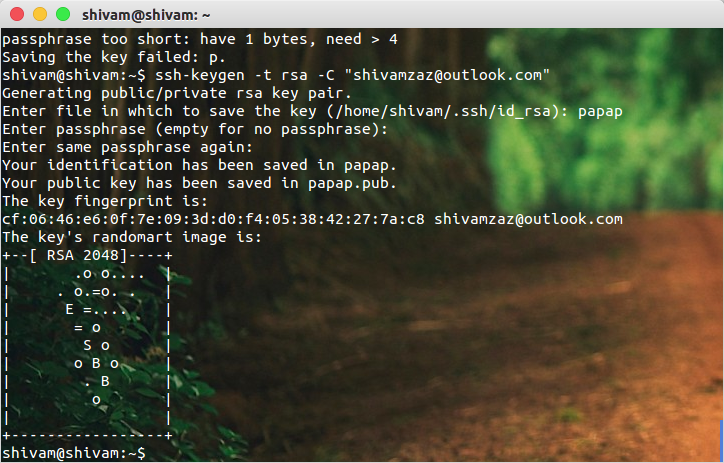 shivam@shivam: ~
passphrase too short: have 1 bytes, need > 4
Saving the key failed: p.
shivam@shivam:~$ ssh-keygen -t rsa -C "shivamzaz@outlook.com"
Generating public/private rsa key pair.
Enter file in which to save the key (/home/shivam/.ssh/id_rsa): papap
Enter passphrase (empty for no passphrase):
Enter same passphrase again:
Your identification has been saved in papap.
Your public key has been saved in papap.pub.
The key fingerprint is:
cf:06:46:e6:0f:7e:09:3d:d0:f4:05:38:42:27:7a:c8 shivamzaz@outlook.com
The key's randomart image is:
+--[ RSA 2048]----+
|       .o o....  |
|     . o.=o. .   |
|      E =....    |
|       = o       |
|        S o      |
|       o B o     |
|        . B      |
|         o       |
|                 |
+-----------------+
shivam@shivam:~$